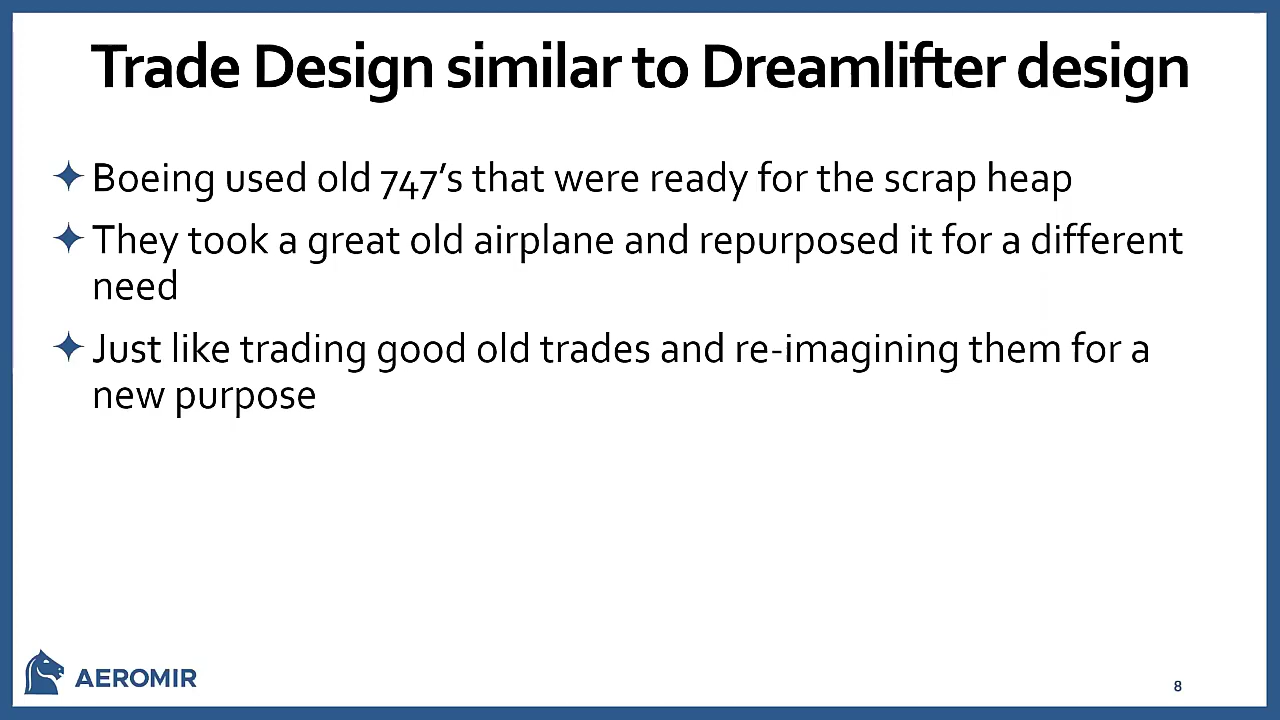 Trade Design similar to Dreamlifter design
Boeing used old 747's that were ready for the scrap heap
They took a great old airplane and repurposed it for a different
need
Just like trading good old trades and re-imagining them for a
new purpose
AEROMIR
8